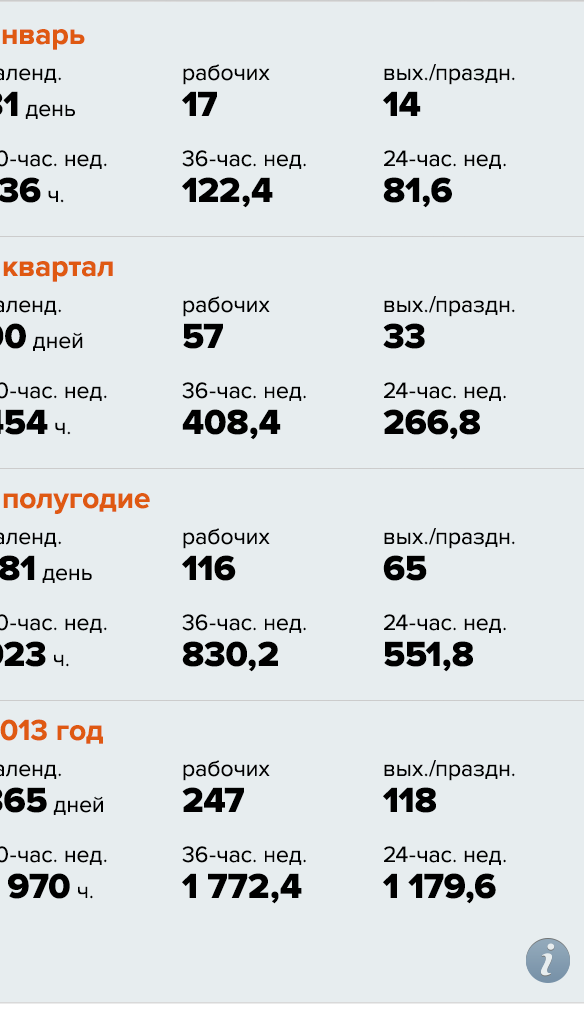 нварь
аленд. рабочих вых./праздн.
31 день 17 14
0-час. нед. 36-час. нед. 24-час. нед.
36 ч. 122,4 81,6
квартал
аленд. рабочих вых./праздн.
90 дней 57 33
0-час. нед. 36-час. нед. 24-час. нед.
454 ч. 408,4 266,8
полугодие
аленд. рабочих вых./праздн.
81 день 116 65
0-час. нед. 36-час. нед. 24-час. нед.
923 ч. 830,2 551,8
013 год
аленд. рабочих вых./праздн.
365 дней 247 118
0-час. нед. 36-час. нед. 24-час. нед.
970 ч. 1 772,4 1 179,6
i